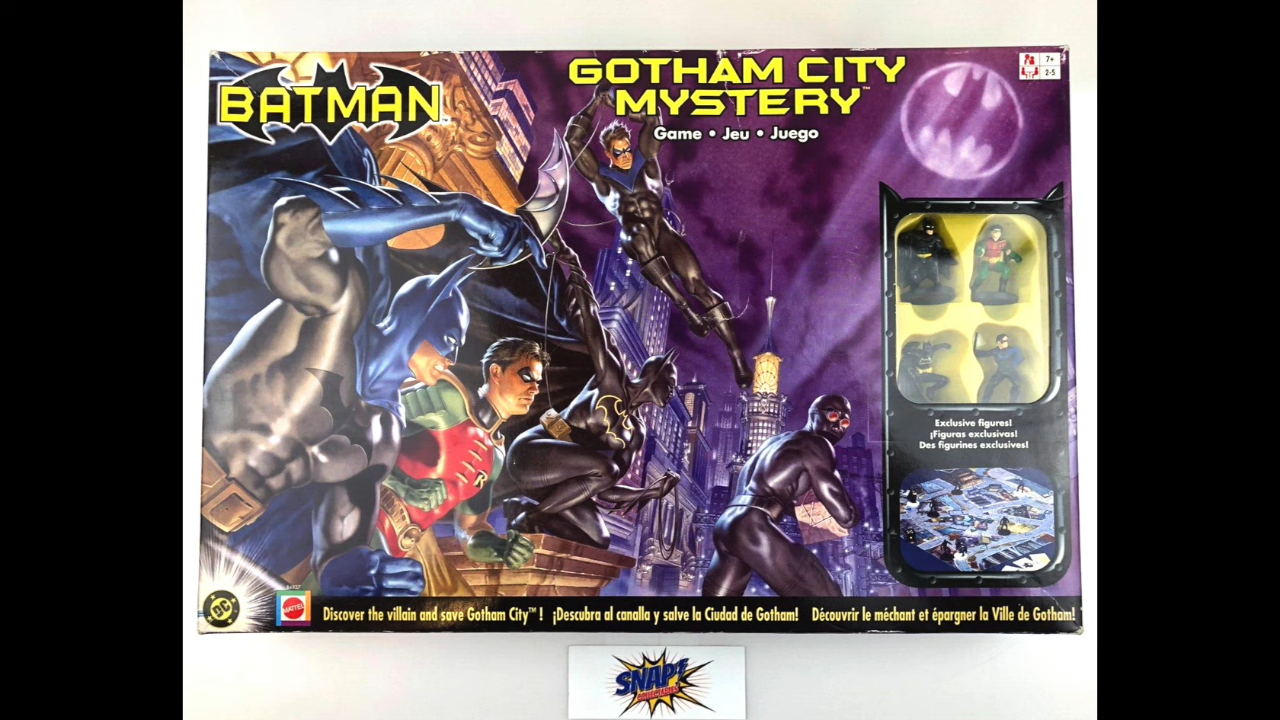 BATMAN
GOTHAM CITY
MYSTERY™
Game • Jeu • Juego
7+
2-5
Exclusive figures!
¡Figuras exclusivas!
Des figurines exclusives!
R
DC
MATTEL
Discover the villain and save Gotham City™ ! ¡Descubra al canalla y salve la Ciudad de Gotham! Découvrir le méchant et épargner la Ville de Gotham!
SNAP!
COLLECTABLES